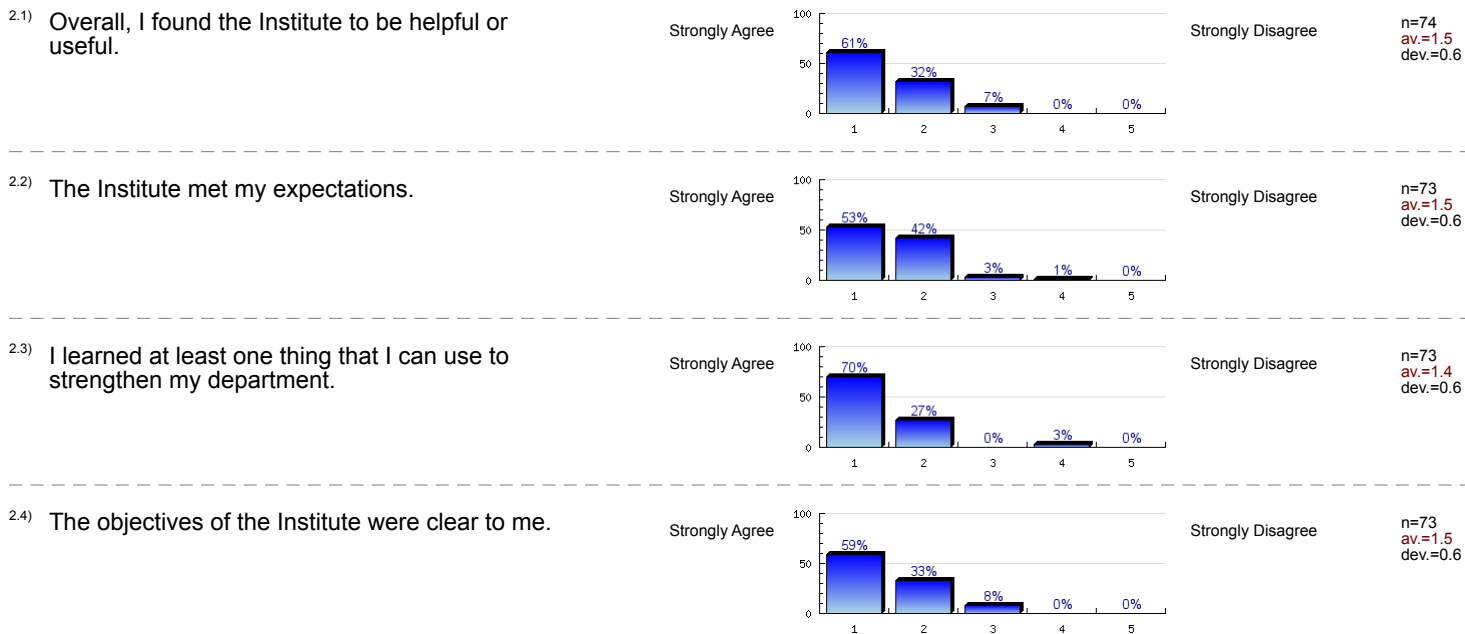 2.1) Overall, I found the Institute to be helpful or
useful.
Strongly Agree
100
50
0
61%
32%
7%
0%
0%
1 2 3 4 5
Strongly Disagree
n=74
av.=1.5
dev.=0.6
2.2) The Institute met my expectations.
Strongly Agree
100
50
0
53%
42%
3%
1%
0%
1 2 3 4 5
Strongly Disagree
n=73
av.=1.5
dev.=0.6
2.3) I learned at least one thing that I can use to
strengthen my department.
Strongly Agree
100
50
0
70%
27%
0%
3%
0%
1 2 3 4 5
Strongly Disagree
n=73
av.=1.4
dev.=0.6
2.4) The objectives of the Institute were clear to me.
Strongly Agree
100
50
0
59%
33%
8%
0%
0%
1 2 3 4 5
Strongly Disagree
n=73
av.=1.5
dev.=0.6